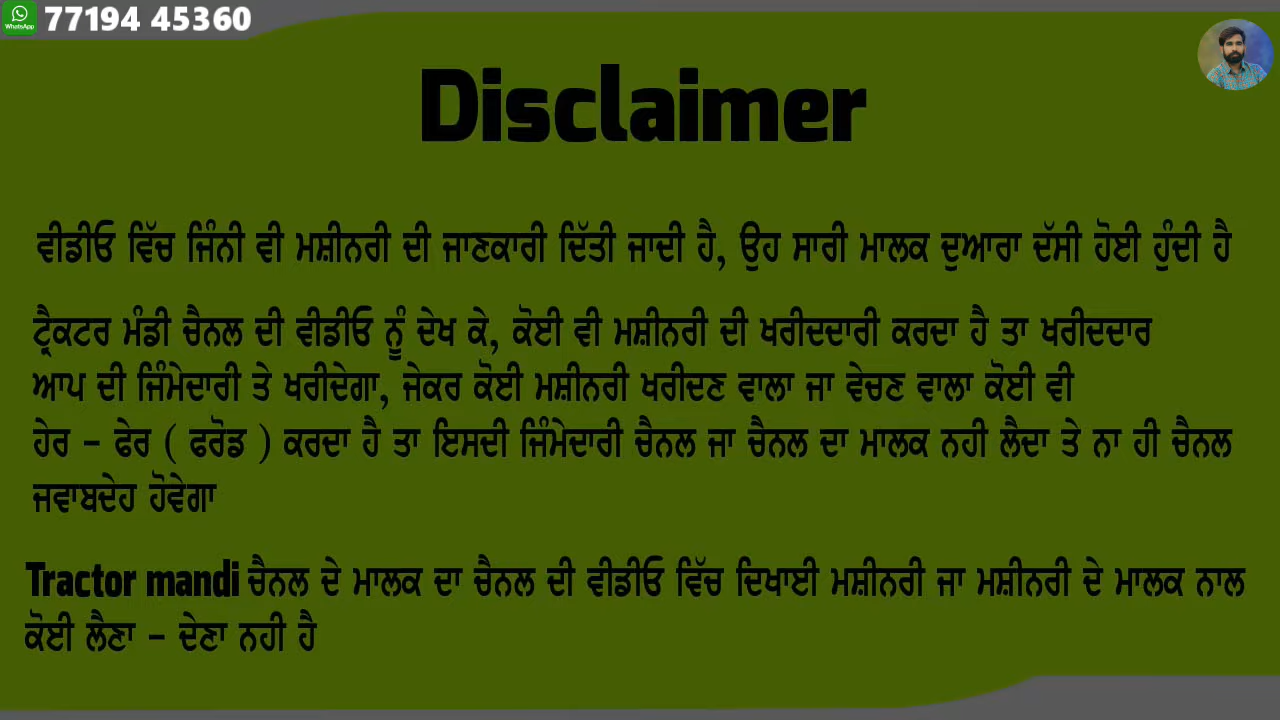 WhatsApp
77194 45360
Disclaimer
ਵੀਡੀਓ ਵਿੱਚ ਜਿੰਨੀ ਵੀ ਮਸ਼ੀਨਰੀ ਦੀ ਜਾਣਕਾਰੀ ਦਿੱਤੀ ਜਾਦੀ ਹੈ, ਉਹ ਸਾਰੀ ਮਾਲਕ ਦੁਆਰਾ ਦੱਸੀ ਹੋਈ ਹੁੰਦੀ ਹੈ
ਟ੍ਰੈਕਟਰ ਮੰਡੀ ਚੈਨਲ ਦੀ ਵੀਡੀਓ ਨੂੰ ਦੇਖ ਕੇ, ਕੋਈ ਵੀ ਮਸ਼ੀਨਰੀ ਦੀ ਖਰੀਦਦਾਰੀ ਕਰਦਾ ਹੈ ਤਾ ਖਰੀਦਦਾਰ
ਆਪ ਦੀ ਜਿੰਮੇਦਾਰੀ ਤੇ ਖਰੀਦੇਗਾ, ਜੇਕਰ ਕੋਈ ਮਸ਼ੀਨਰੀ ਖਰੀਦਣ ਵਾਲਾ ਜਾ ਵੇਚਣ ਵਾਲਾ ਕੋਈ ਵੀ
ਹੇਰ - ਫੇਰ ( ਫਰੋਡ ) ਕਰਦਾ ਹੈ ਤਾ ਇਸਦੀ ਜਿੰਮੇਦਾਰੀ ਚੈਨਲ ਜਾ ਚੈਨਲ ਦਾ ਮਾਲਕ ਨਹੀ ਲੈਦਾ ਤੇ ਨਾ ਹੀ ਚੈਨਲ
ਜਵਾਬਦੇਹ ਹੋਵੇਗਾ
Tractor mandi ਚੈਨਲ ਦੇ ਮਾਲਕ ਦਾ ਚੈਨਲ ਦੀ ਵੀਡੀਓ ਵਿੱਚ ਦਿਖਾਈ ਮਸ਼ੀਨਰੀ ਜਾ ਮਸ਼ੀਨਰੀ ਦੇ ਮਾਲਕ ਨਾਲ
ਕੋਈ ਲੈਣਾ - ਦੇਣਾ ਨਹੀ ਹੈ